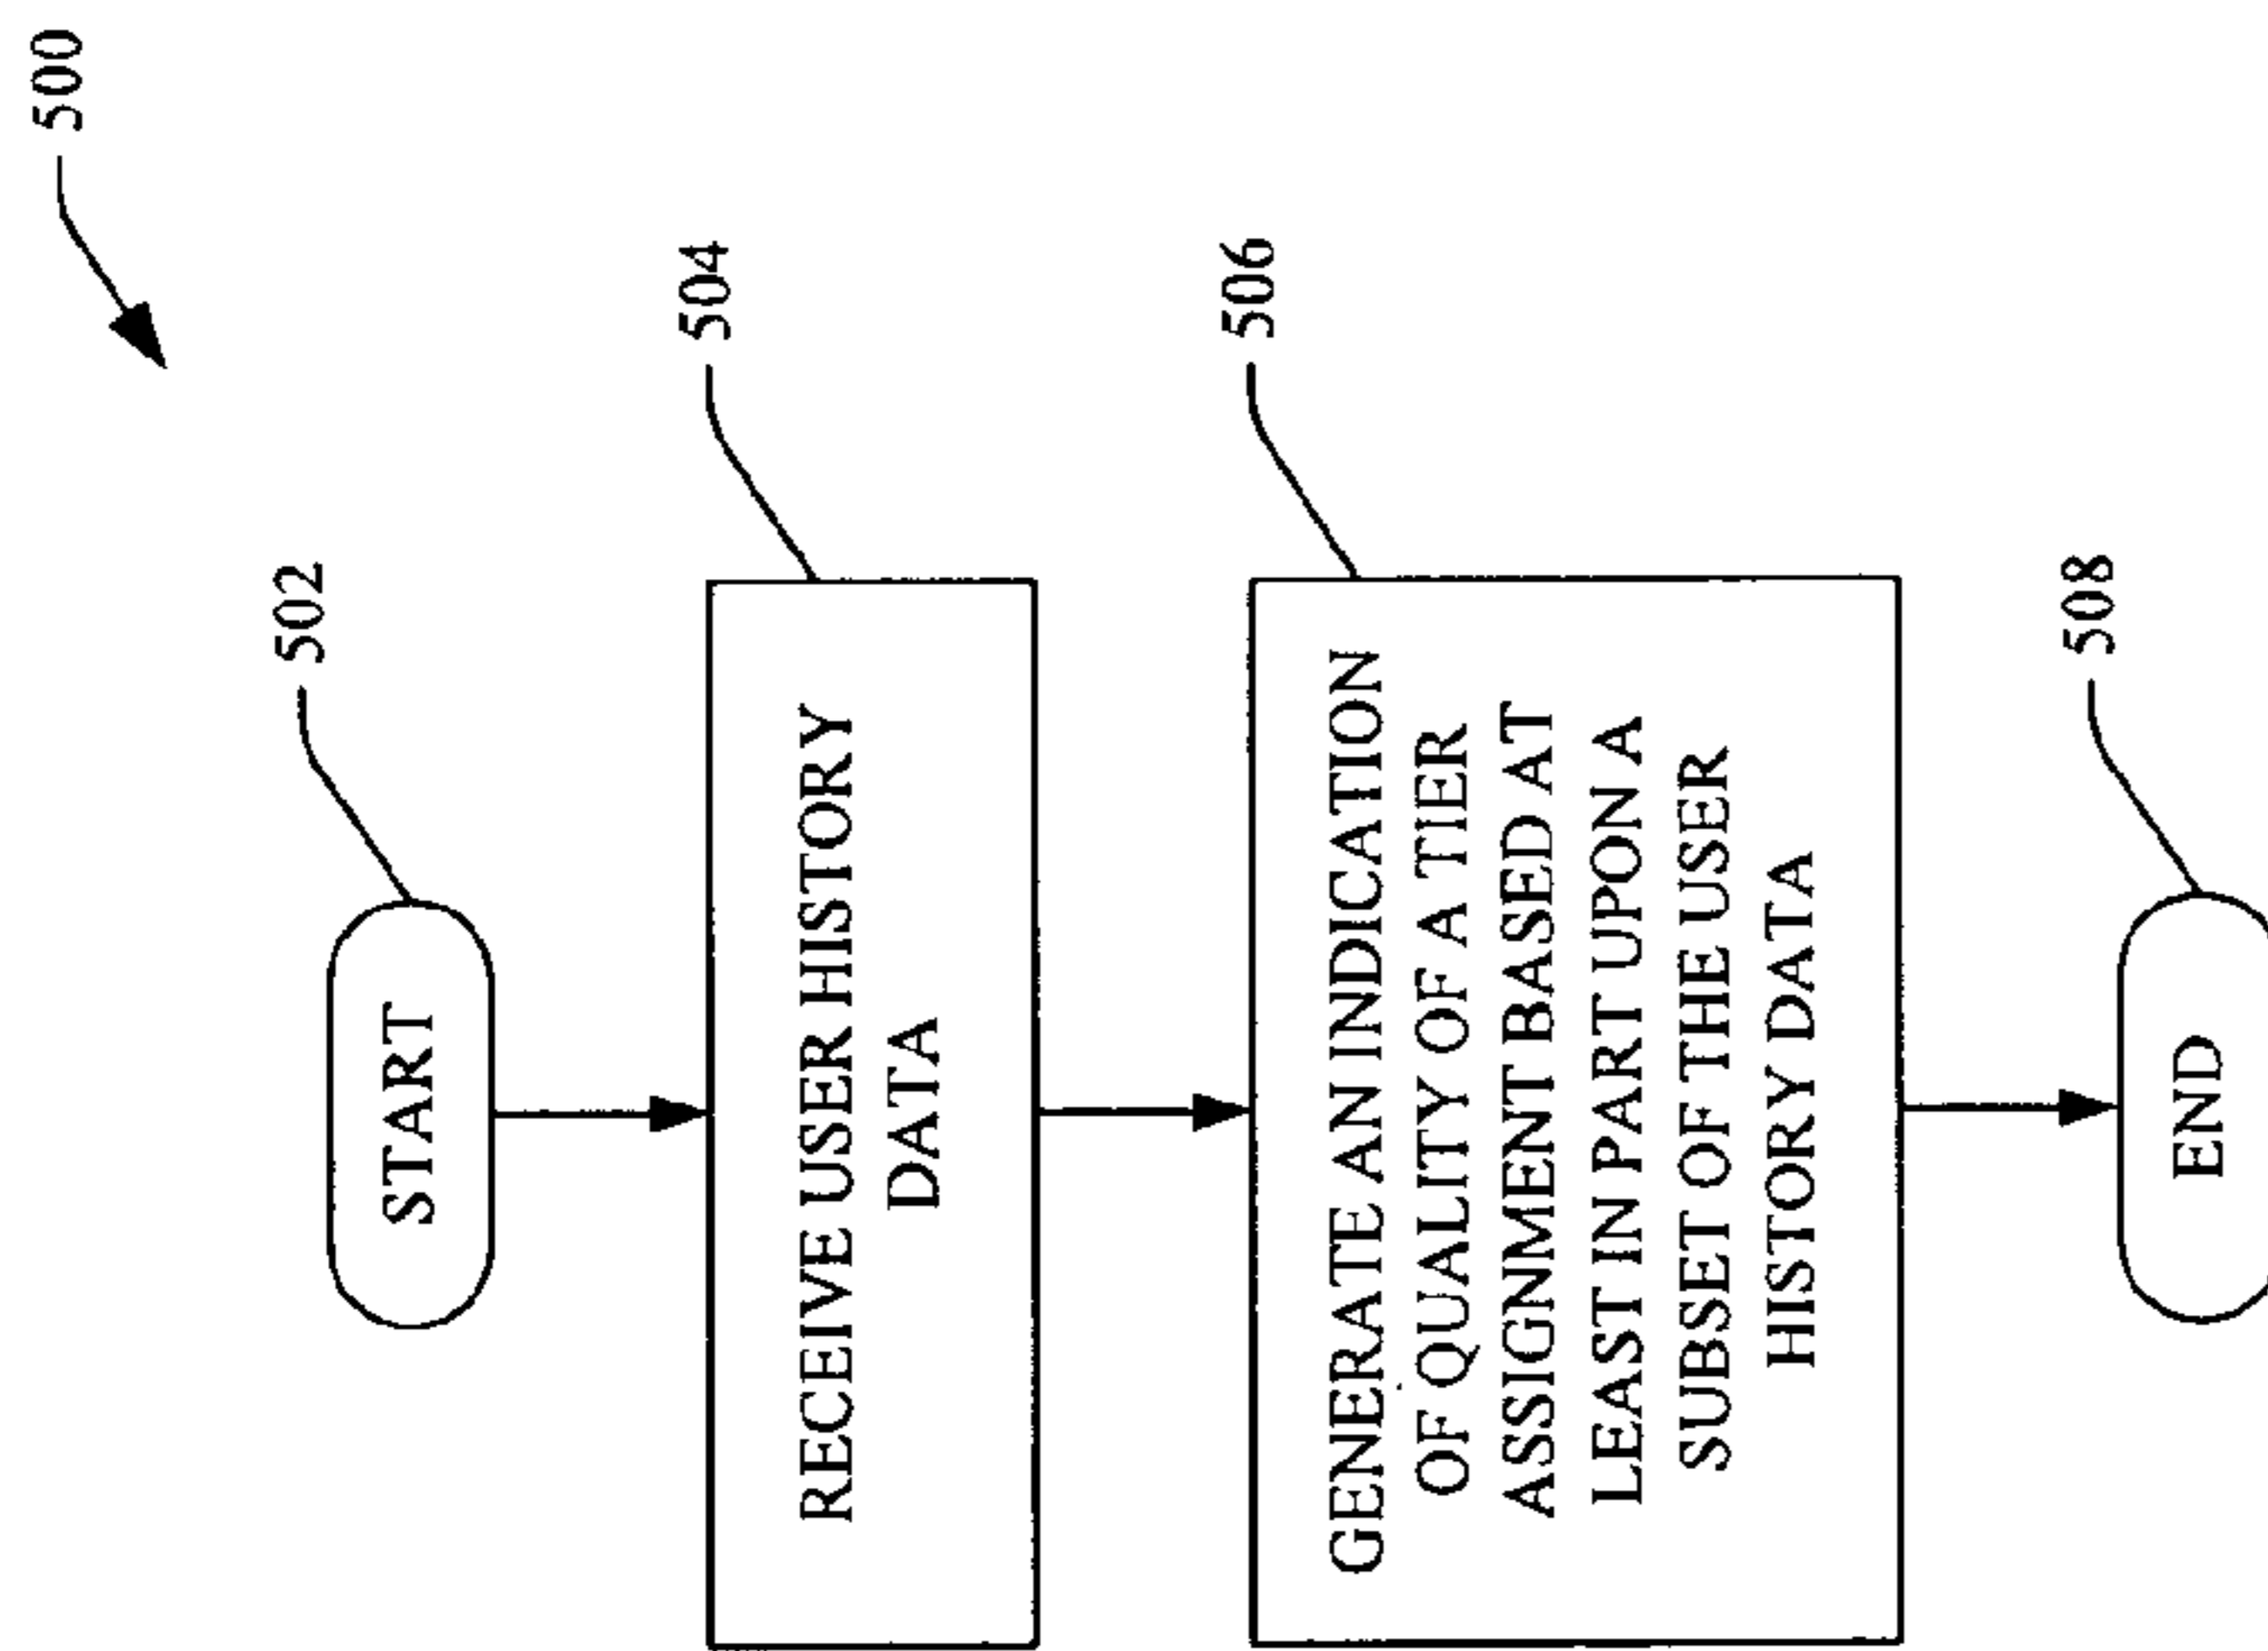 500
502
START
504
RECEIVE USER HISTORY
DATA
506
GENERATE AN INDICATION
OF QUALITY OF A TIER
ASSIGNMENT BASED AT
LEAST IN PART UPON A
SUBSET OF THE USER
HISTORY DATA
508
END